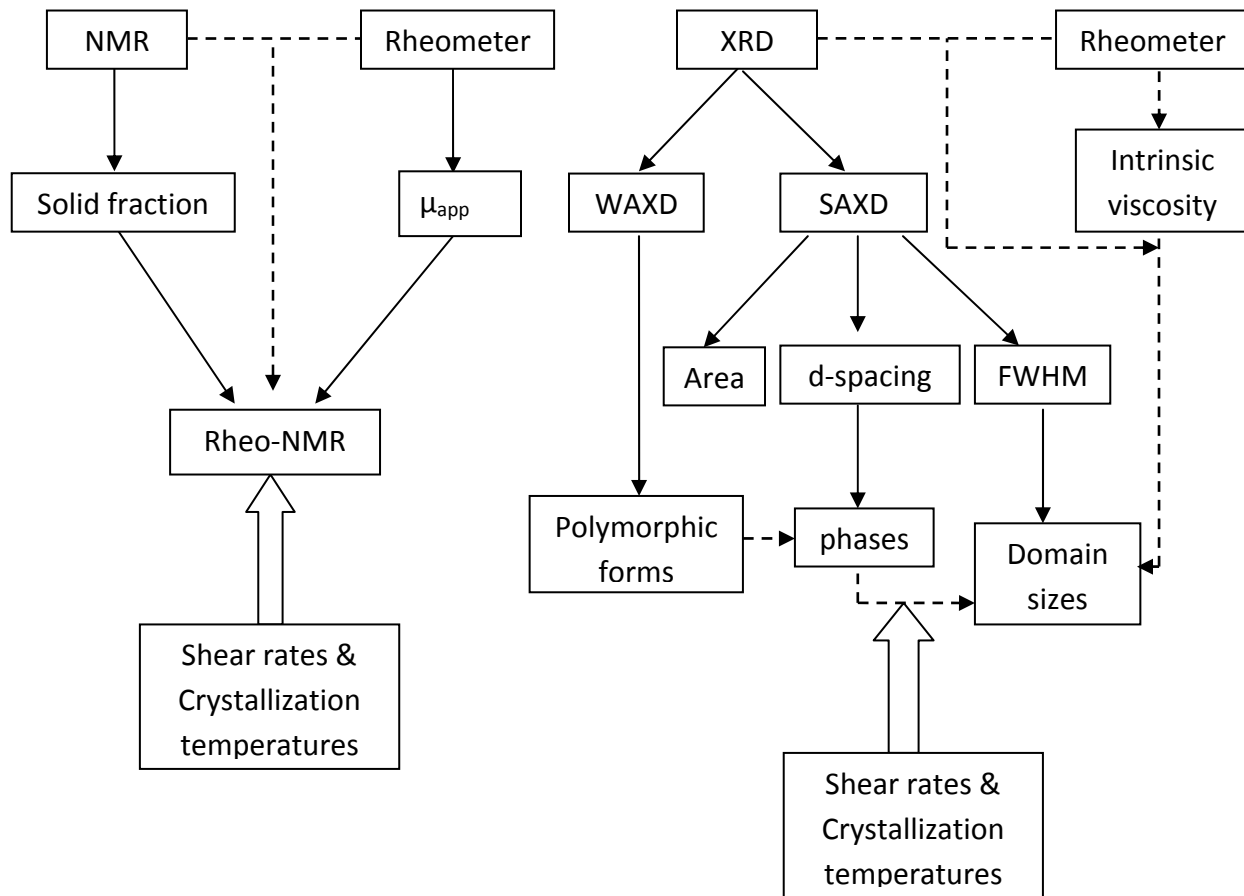 NMR
Rheometer
XRD
Rheometer
Solid fraction
μapp
WAXD
SAXD
Intrinsic
viscosity
Area
d-spacing
FWHM
Rheo-NMR
Polymorphic
forms
phases
Domain
sizes
Shear rates &
Crystallization
temperatures
Shear rates &
Crystallization
temperatures